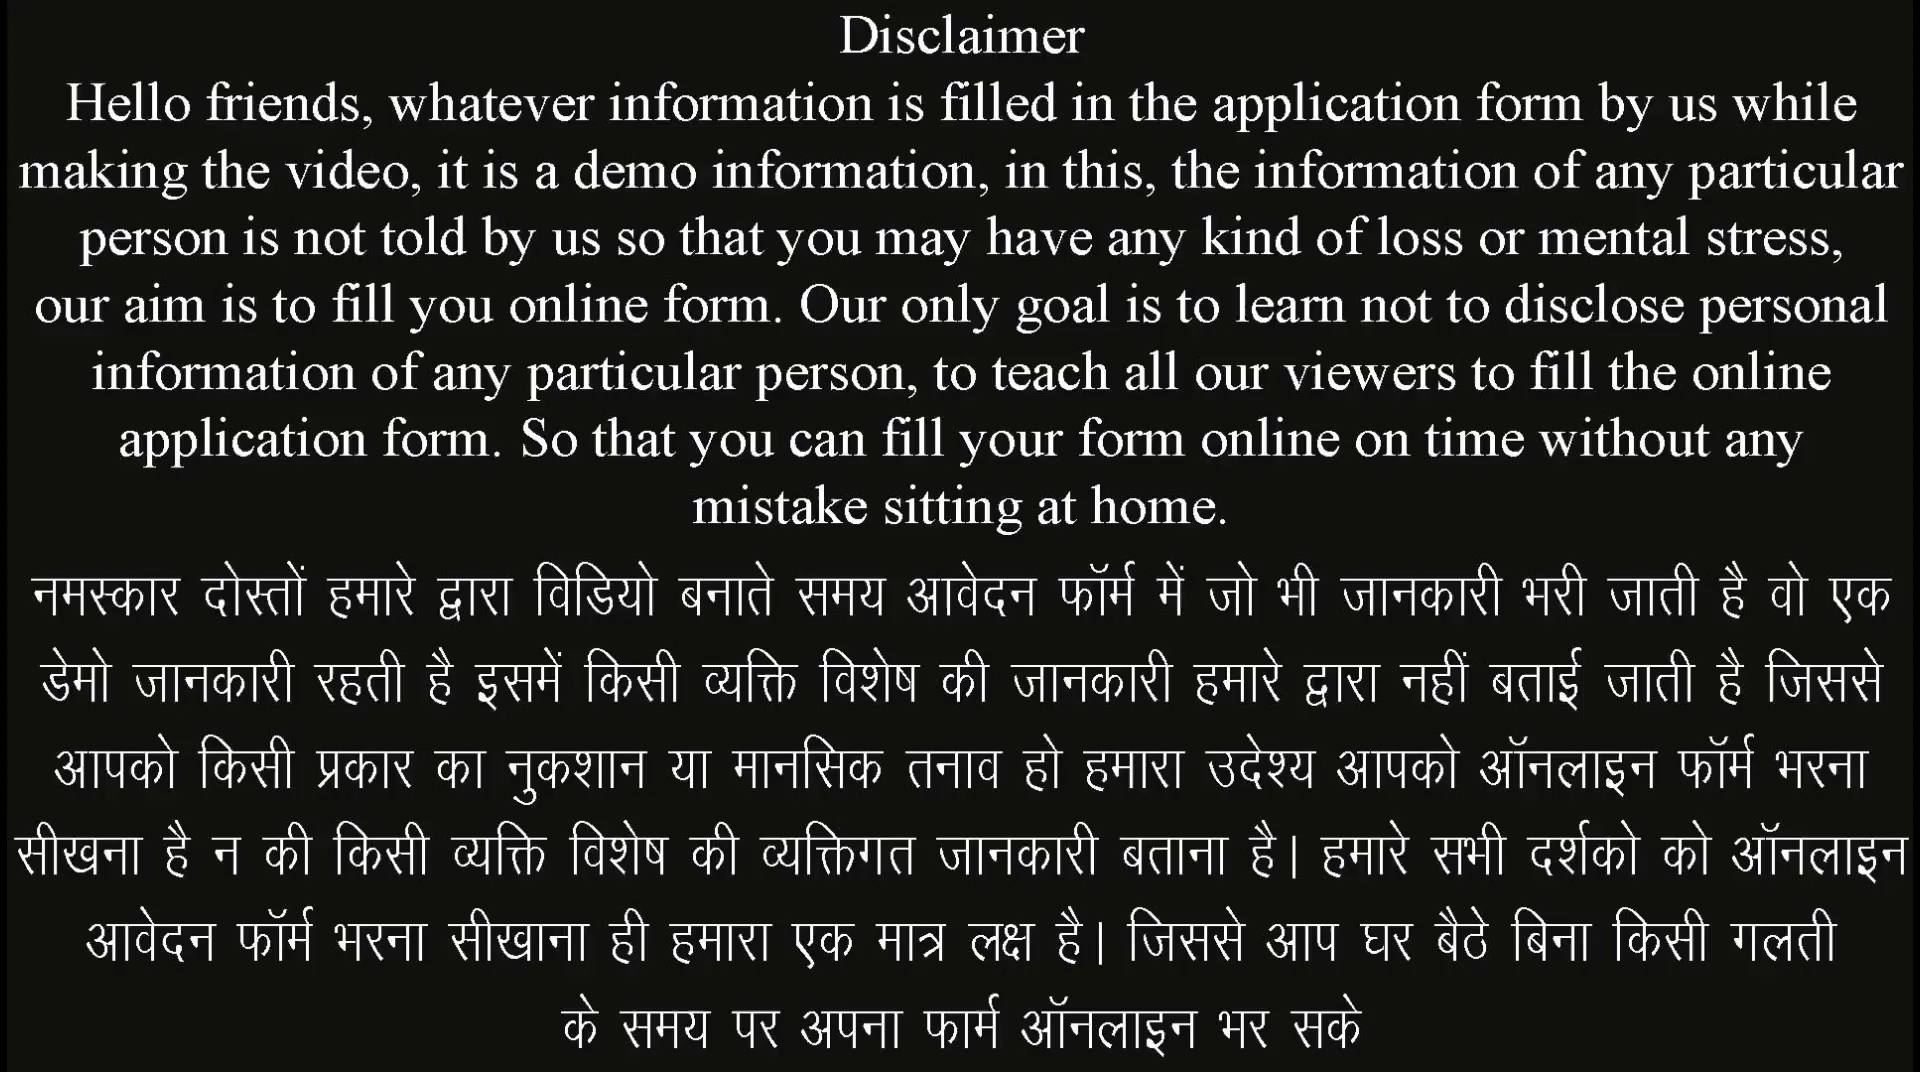 Disclaimer
Hello friends, whatever information is filled in the application form by us while
making the video, it is a demo information, in this, the information of any particular
person is not told by us so that you may have any kind of loss or mental stress,
our aim is to fill you online form. Our only goal is to learn not to disclose personal
information of any particular person, to teach all our viewers to fill the online
application form. So that you can fill your form online on time without any
mistake sitting at home.
नमस्कार दोस्तों हमारे द्वारा विडियो बनाते समय आवेदन फॉर्म में जो भी जानकारी भरी जाती है वो एक
डेमो जानकारी रहती है इसमें किसी व्यक्ति विशेष की जानकारी हमारे द्वारा नहीं बताई जाती है जिससे
आपको किसी प्रकार का नुकशान या मानसिक तनाव हो हमारा उदेश्य आपको ऑनलाइन फॉर्म भरना
सीखना है न की किसी व्यक्ति विशेष की व्यक्तिगत जानकारी बताना है| हमारे सभी दर्शको को ऑनलाइन
आवेदन फॉर्म भरना सीखाना ही हमारा एक मात्र लक्ष है| जिससे आप घर बैठे बिना किसी गलती
के समय पर अपना फार्म ऑनलाइन भर सके